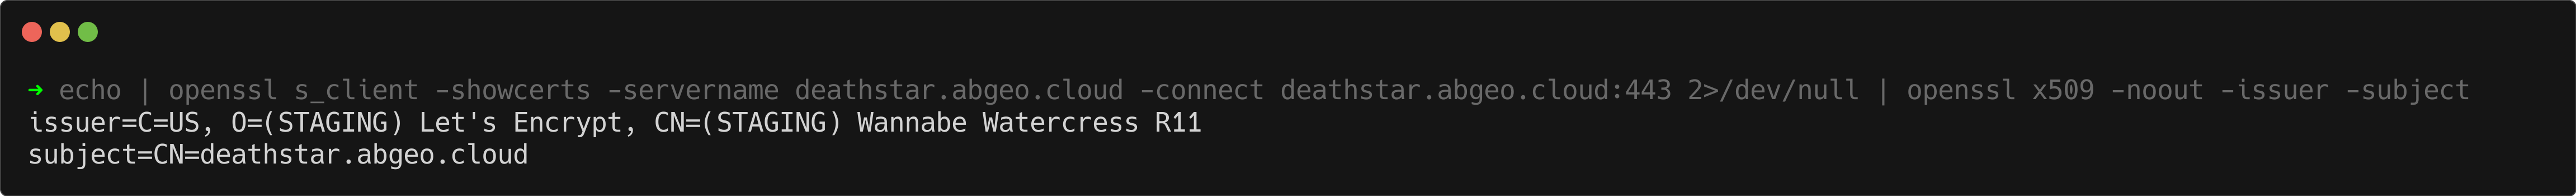 ➜ echo | openssl s_client -showcerts -servername deathstar.abgeo.cloud -connect deathstar.abgeo.cloud:443 2>/dev/null | openssl x509 -noout -issuer -subject
issuer=C=US, O=(STAGING) Let's Encrypt, CN=(STAGING) Wannabe Watercress R11
subject=CN=deathstar.abgeo.cloud